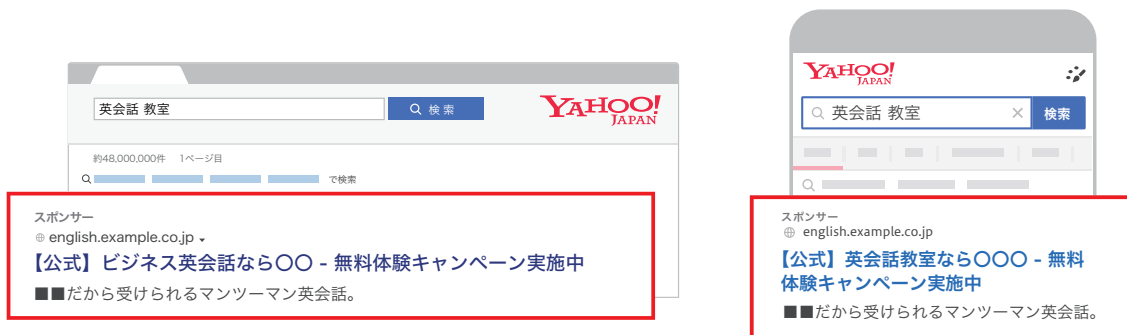 英会話 教室
検索
YAHOO!
JAPAN
約48,000,000件 1ページ目
で検索
スポンサー
english.example.co.jp
【公式】ビジネス英会話なら〇〇 - 無料体験キャンペーン実施中
■■だから受けられるマンツーマン英会話。
YAHOO!
JAPAN
英会話 教室
検索
スポンサー
english.example.co.jp
【公式】英会話教室なら〇〇〇 - 無料
体験キャンペーン実施中
■■だから受けられるマンツーマン英会話。